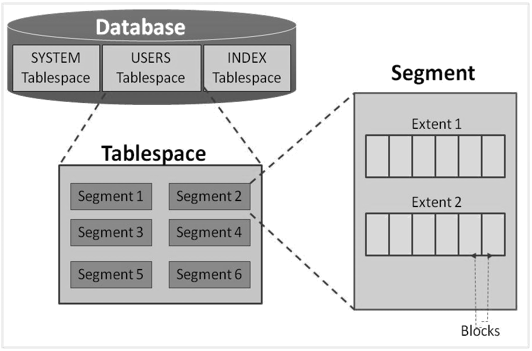 Database
SYSTEM
Tablespace
USERS
Tablespace
INDEX
Tablespace
Tablespace
Segment 1
Segment 2
Segment 3
Segment 4
Segment 5
Segment 6
Segment
Extent 1
Extent 2
Blocks